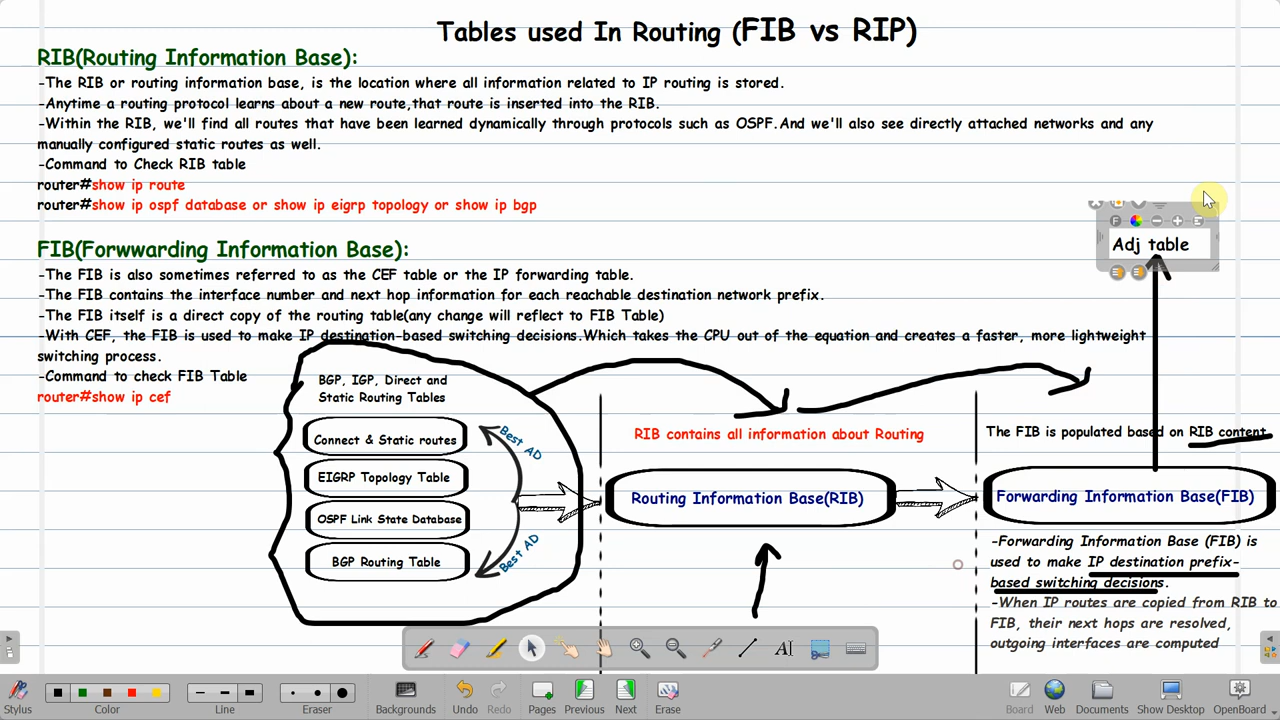 Tables used In Routing (FIB vs RIP)
RIB(Routing Information Base):
-The RIB or routing information base, is the location where all information related to IP routing is stored.
-Anytime a routing protocol learns about a new route,that route is inserted into the RIB.
-Within the RIB, we'll find all routes that have been learned dynamically through protocols such as OSPF.And we'll also see directly attached networks and any
manually configured static routes as well.
-Command to Check RIB table
router#show ip route
router#show ip ospf database or show ip eigrp topology or show ip bgp
Adj table
FIB(Forwwarding Information Base):
-The FIB is also sometimes referred to as the CEF table or the IP forwarding table.
-The FIB contains the interface number and next hop information for each reachable destination network prefix.
-The FIB itself is a direct copy of the routing table(any change will reflect to FIB Table)
-With CEF, the FIB is used to make IP destination-based switching decisions.Which takes the CPU out of the equation and creates a faster, more lightweight
switching process.
-Command to check FIB Table
router#show ip cef
BGP, IGP, Direct and
Static Routing Tables
Connect & Static routes
EIGRP Topology Table
OSPF Link State Database
BGP Routing Table
Best AD
Best AD
RIB contains all information about Routing
Routing Information Base(RIB)
The FIB is populated based on RIB content
Forwarding Information Base(FIB)
-Forwarding Information Base (FIB) is
used to make IP destination prefix-
based switching decisions.
-When IP routes are copied from RIB to
FIB, their next hops are resolved,
outgoing interfaces are computed
Stylus
Color
Line
Eraser
Backgrounds
Undo
Redo
Pages
Previous
Next
Erase
Board
Web
Documents
Show Desktop
OpenBoard